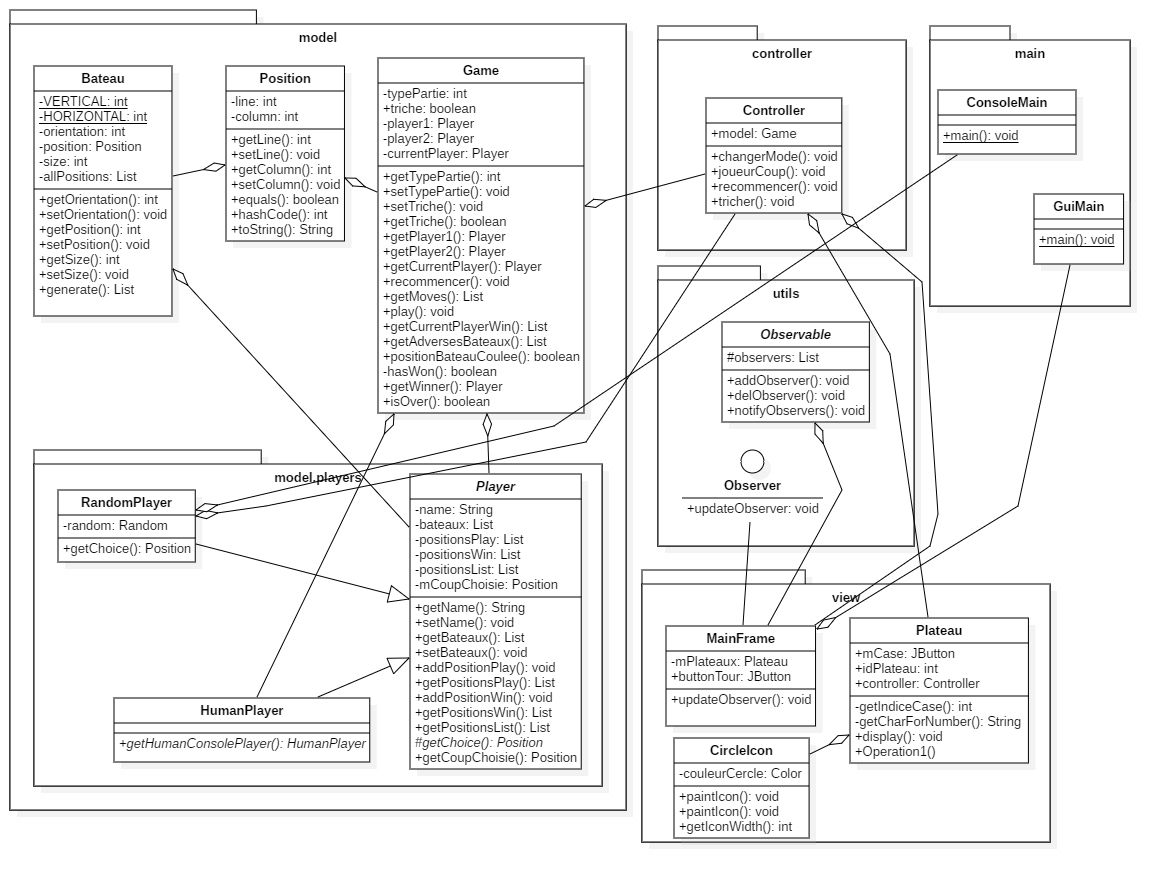 model
Bateau
-VERTICAL: int
-HORIZONTAL: int
-orientation: int
-position: Position
-size: int
-allPositions: List
+getOrientation(): int
+setOrientation(): void
+getPosition(): int
+setPosition(): void
+getSize(): int
+setSize(): void
+generate(): List
Position
-line: int
-column: int
+getLine(): int
+setLine(): void
+getColumn(): int
+setColumn(): void
+equals(): boolean
+hashCode(): int
+toString(): String
Game
-typePartie: int
+triche: boolean
-player1: Player
-player2: Player
-currentPlayer: Player
+getTypePartie(): int
+setTypePartie(): void
+setTriche(): void
+getTriche(): boolean
+getPlayer1(): Player
+getPlayer2(): Player
+getCurrentPlayer(): Player
+recommencer(): void
+getMoves(): List
+play(): void
+getCurrentPlayerWin(): List
+getAdversesBateaux(): List
+positionBateauCoulee(): boolean
-hasWon(): boolean
+getWinner(): Player
+isOver(): boolean
model.players
RandomPlayer
-random: Random
+getChoice(): Position
Player
-name: String
-bateaux: List
-positionsPlay: List
-positionsWin: List
-positionsList: List
-mCoupChoisie: Position
+getName(): String
+setName(): void
+getBateaux(): List
+setBateaux(): void
+addPositionPlay(): void
+getPositionsPlay(): List
+addPositionWin(): void
+getPositionsWin(): List
+getPositionsList(): List
#getChoice(): Position
+getCoupChoisie(): Position
HumanPlayer
+getHumanConsolePlayer(): HumanPlayer
controller
Controller
+model: Game
+changerMode(): void
+joueurCoup(): void
+recommencer(): void
+tricher(): void
main
ConsoleMain
+main(): void
GuiMain
+main(): void
utils
Observable
#observers: List
+addObserver(): void
+delObserver(): void
+notifyObservers(): void
Observer
+updateObserver: void
view
MainFrame
-mPlateaux: Plateau
+buttonTour: JButton
+updateObserver(): void
Plateau
+mCase: JButton
+idPlateau: int
+controller: Controller
-getIndiceCase(): int
-getCharForNumber(): String
+display(): void
+Operation1()
CircleIcon
-couleurCercle: Color
+paintIcon(): void
+paintIcon(): void
+getIconWidth(): int